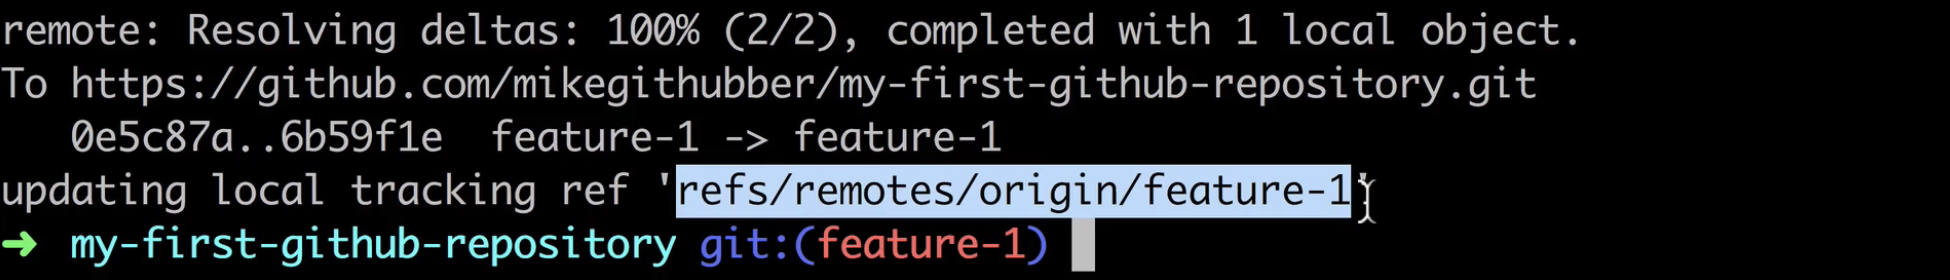 remote: Resolving deltas: 100% (2/2), completed with 1 local object.
To https://github.com/mikegithubber/my-first-github-repository.git
   0e5c87a..6b59f1e  feature-1 -> feature-1
updating local tracking ref 'refs/remotes/origin/feature-1'
➜  my-first-github-repository git:(feature-1)